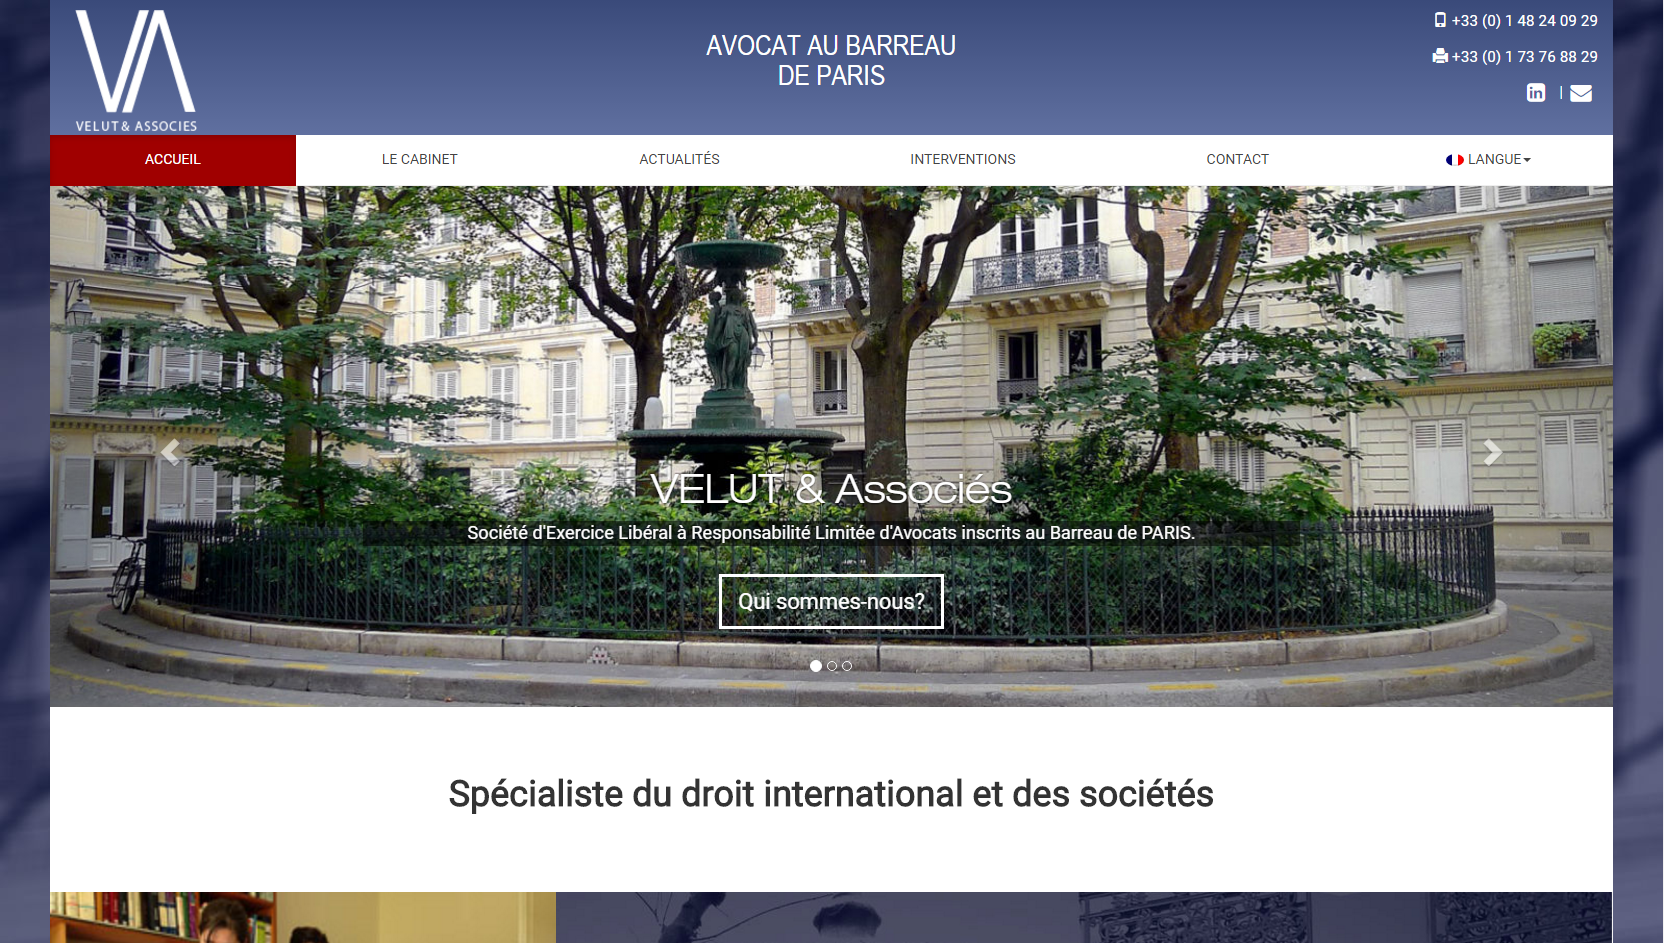 VELUT & ASSOCIES
AVOCAT AU BARREAU
DE PARIS
+33 (0) 1 48 24 09 29
+33 (0) 1 73 76 88 29
in |
ACCUEIL
LE CABINET
ACTUALITÉS
INTERVENTIONS
CONTACT
LANGUE
VELUT & Associés
Société d'Exercice Libéral à Responsabilité Limitée d'Avocats inscrits au Barreau de PARIS.
Qui sommes-nous?
Spécialiste du droit international et des sociétés